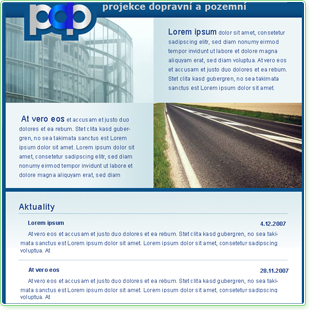 pdp
projekce dopravní a pozemní
Lorem ipsum dolor sit amet, consetetur
sadipscing elitr, sed diam nonumy eirmod
tempor invidunt ut labore et dolore magna
aliquyam erat, sed diam voluptua. At vero eos
et accusam et justo duo dolores et ea rebum.
Stet clita kasd gubergren, no sea takimata
sanctus est Lorem ipsum dolor sit amet.
At vero eos et accusam et justo duo
dolores et ea rebum. Stet clita kasd guber-
gren, no sea takimata sanctus est Lorem
ipsum dolor sit amet. Lorem ipsum dolor sit
amet, consetetur sadipscing elitr, sed diam
nonumy eirmod tempor invidunt ut labore et
dolore magna aliquyam erat, sed diam
Aktuality
Lorem ipsum 4.12.2007
At vero eos et accusam et justo duo dolores et ea rebum. Stet clita kasd gubergren, no sea taki-
mata sanctus est Lorem ipsum dolor sit amet. Lorem ipsum dolor sit amet, consetetur sadipscing
voluptua. At
At vero eos 28.11.2007
At vero eos et accusam et justo duo dolores et ea rebum. Stet clita kasd gubergren, no sea taki-
mata sanctus est Lorem ipsum dolor sit amet. Lorem ipsum dolor sit amet, consetetur sadipscing
voluptua. At